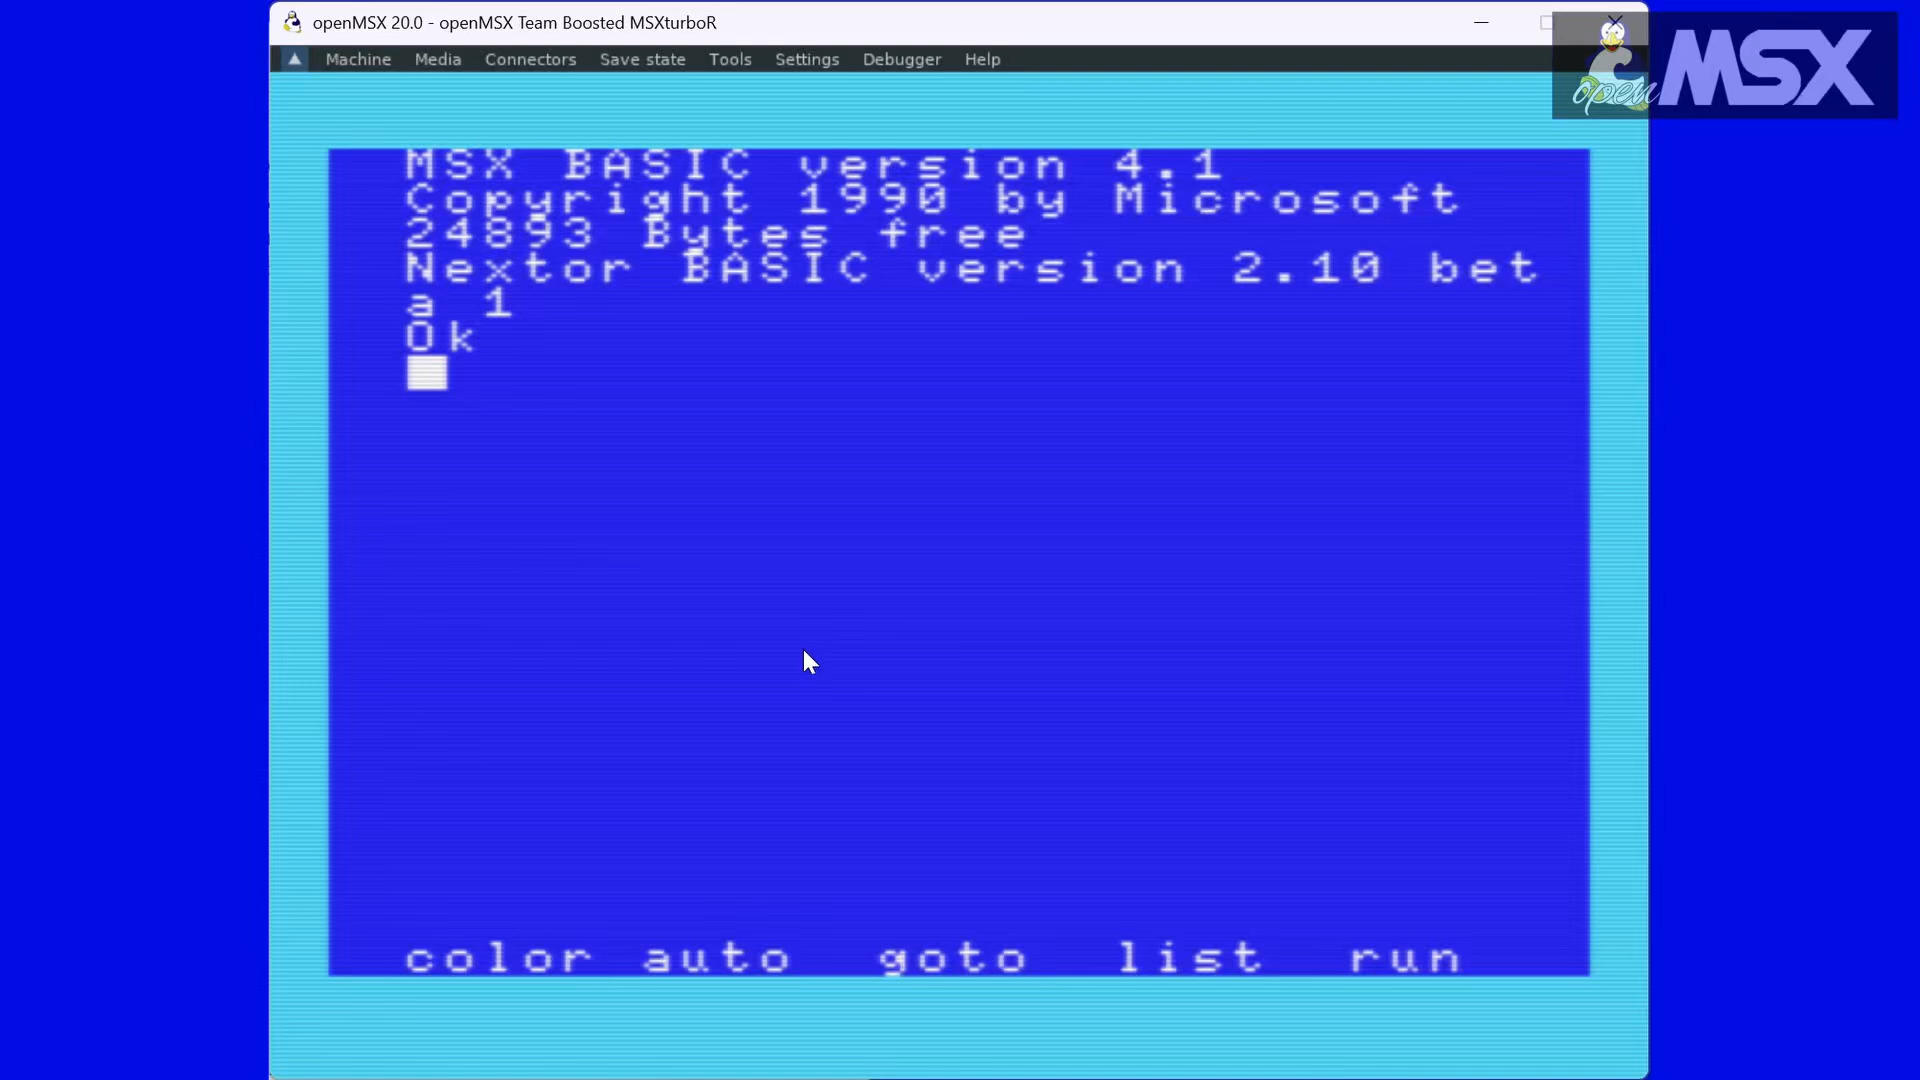 openMSX 20.0 - openMSX Team Boosted MSXturboR
Machine Media Connectors Save state Tools Settings Debugger Help
open MSX
MSX BASIC version 4.1
Copyright 1990 by Microsoft
24893 Bytes free
Nextor BASIC version 2.10 bet
a 1
Ok
color auto goto list run